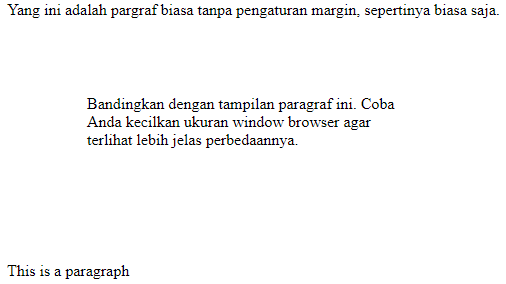 Yang ini adalah pargraf biasa tanpa pengaturan margin, sepertinya biasa saja.
Bandingkan dengan tampilan paragraf ini. Coba
Anda kecilkan ukuran window browser agar
terlihat lebih jelas perbedaannya.
This is a paragraph